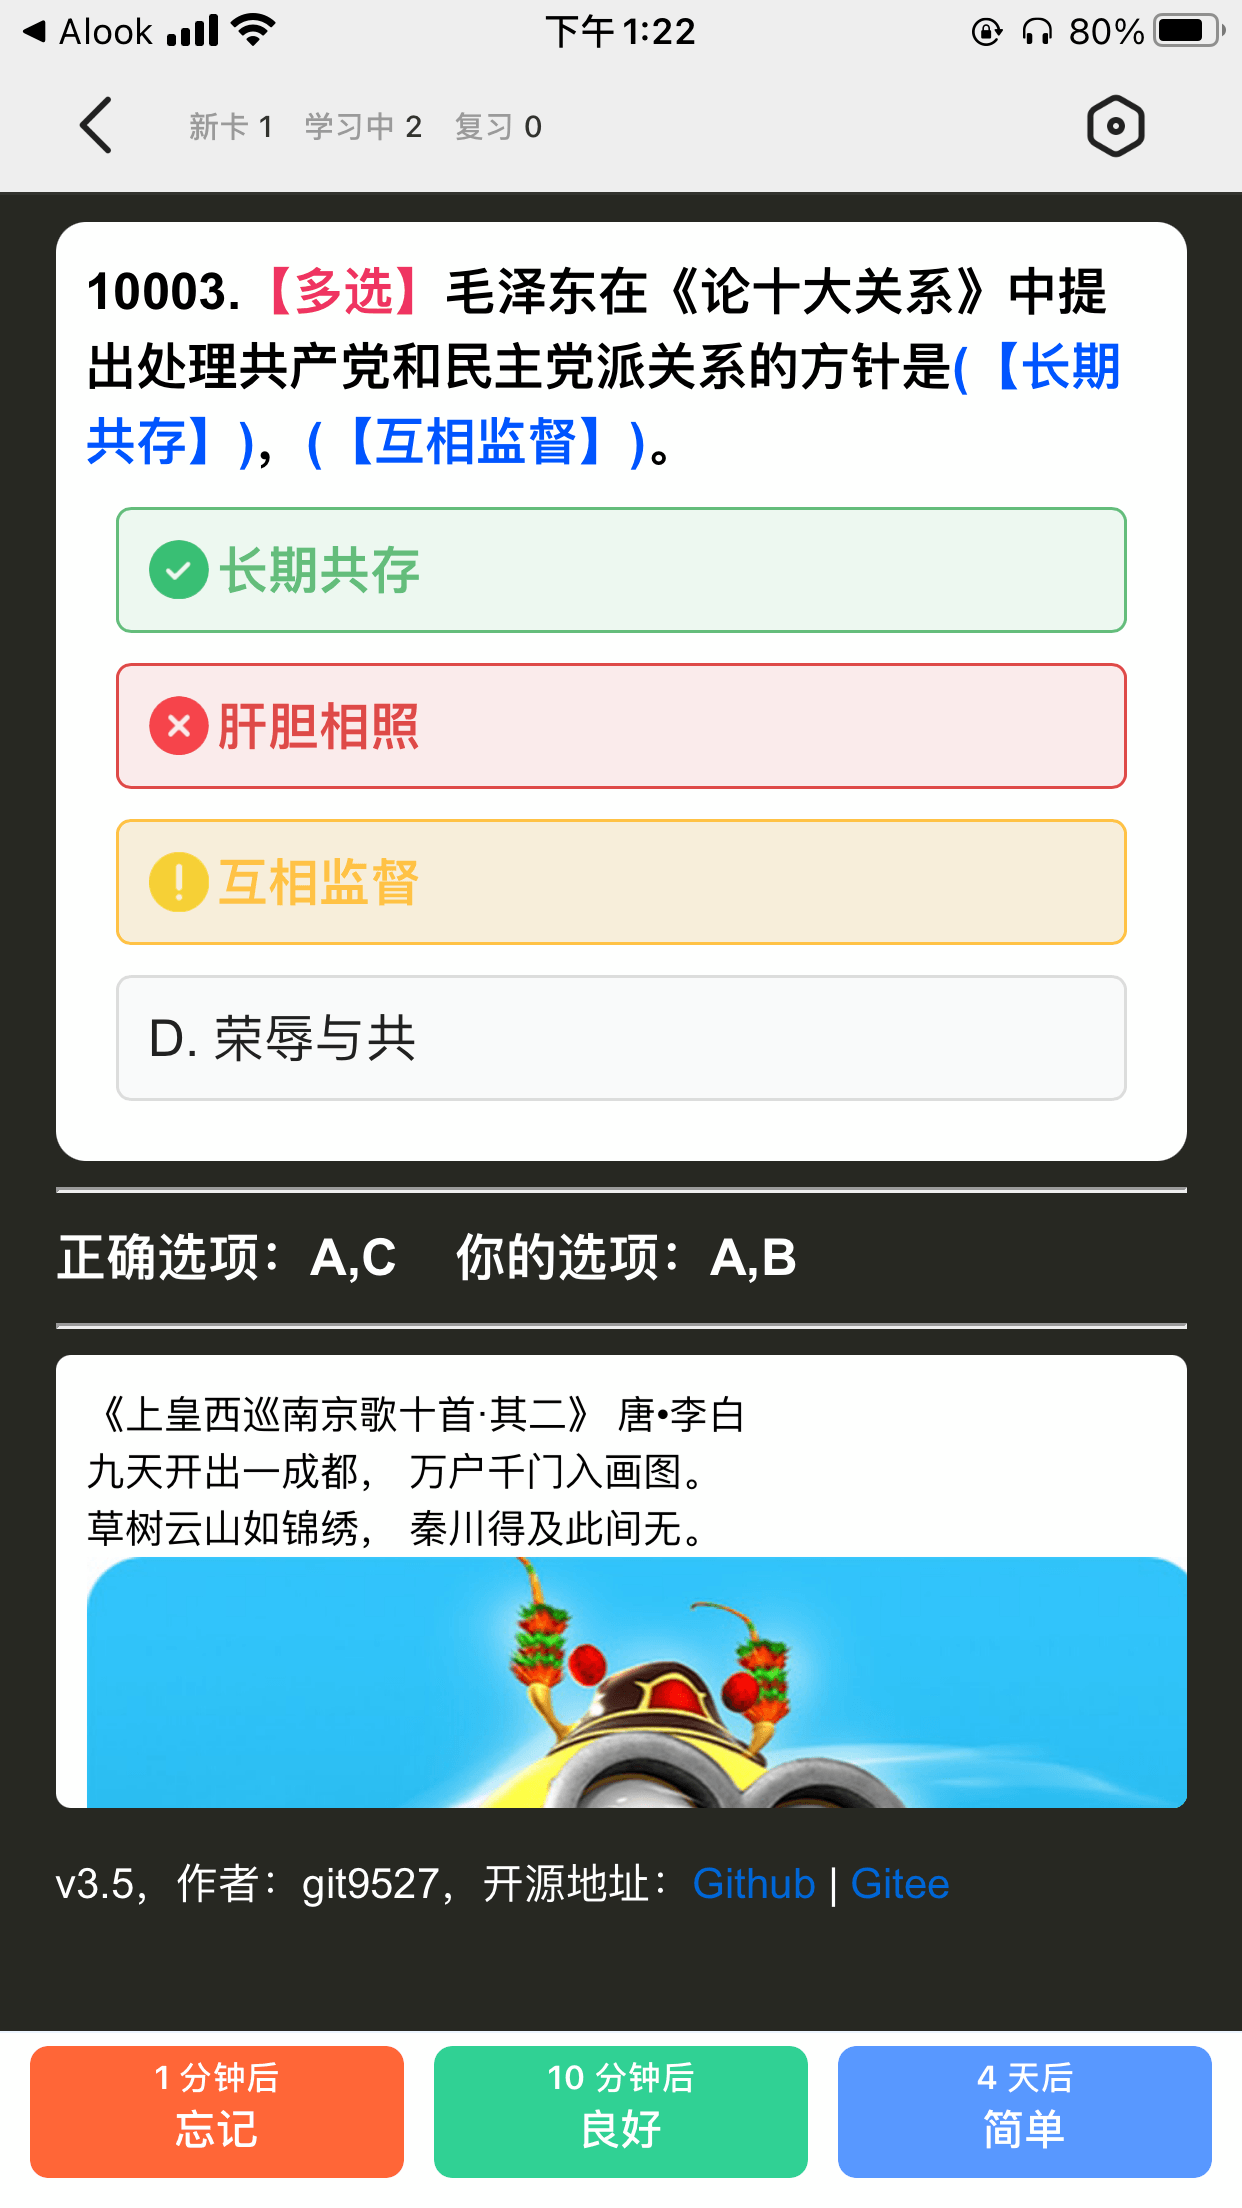 Alook 下午 1:22 80%
新卡 1 学习中 2 复习 0
10003.【多选】毛泽东在《论十大关系》中提
出处理共产党和民主党派关系的方针是(【长期
共存】)，(【互相监督】)。
长期共存
肝胆相照
互相监督
D. 荣辱与共
正确选项：A,C 你的选项：A,B
《上皇西巡南京歌十首·其二》 唐•李白
九天开出一成都， 万户千门入画图。
草树云山如锦绣， 秦川得及此间无。
v3.5，作者：git9527，开源地址：Github | Gitee
1 分钟后 10 分钟后 4 天后
忘记 良好 简单